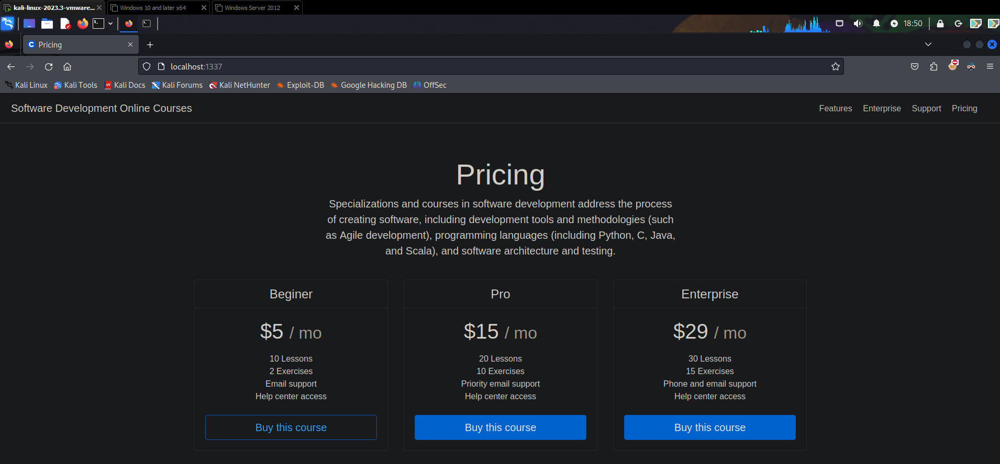 kali-linux-2023.3-vmware... Windows 10 and later x64 Windows Server 2012
18:50
Pricing
localhost:1337
Kali Linux Kali Tools Kali Docs Kali Forums Kali NetHunter Exploit-DB Google Hacking DB OffSec
Software Development Online Courses Features Enterprise Support Pricing
Pricing
Specializations and courses in software development address the process
of creating software, including development tools and methodologies (such
as Agile development), programming languages (including Python, C, Java,
and Scala), and software architecture and testing.
Beginer
$5 / mo
10 Lessons
2 Exercises
Email support
Help center access
Buy this course
Pro
$15 / mo
20 Lessons
10 Exercises
Priority email support
Help center access
Buy this course
Enterprise
$29 / mo
30 Lessons
15 Exercises
Phone and email support
Help center access
Buy this course